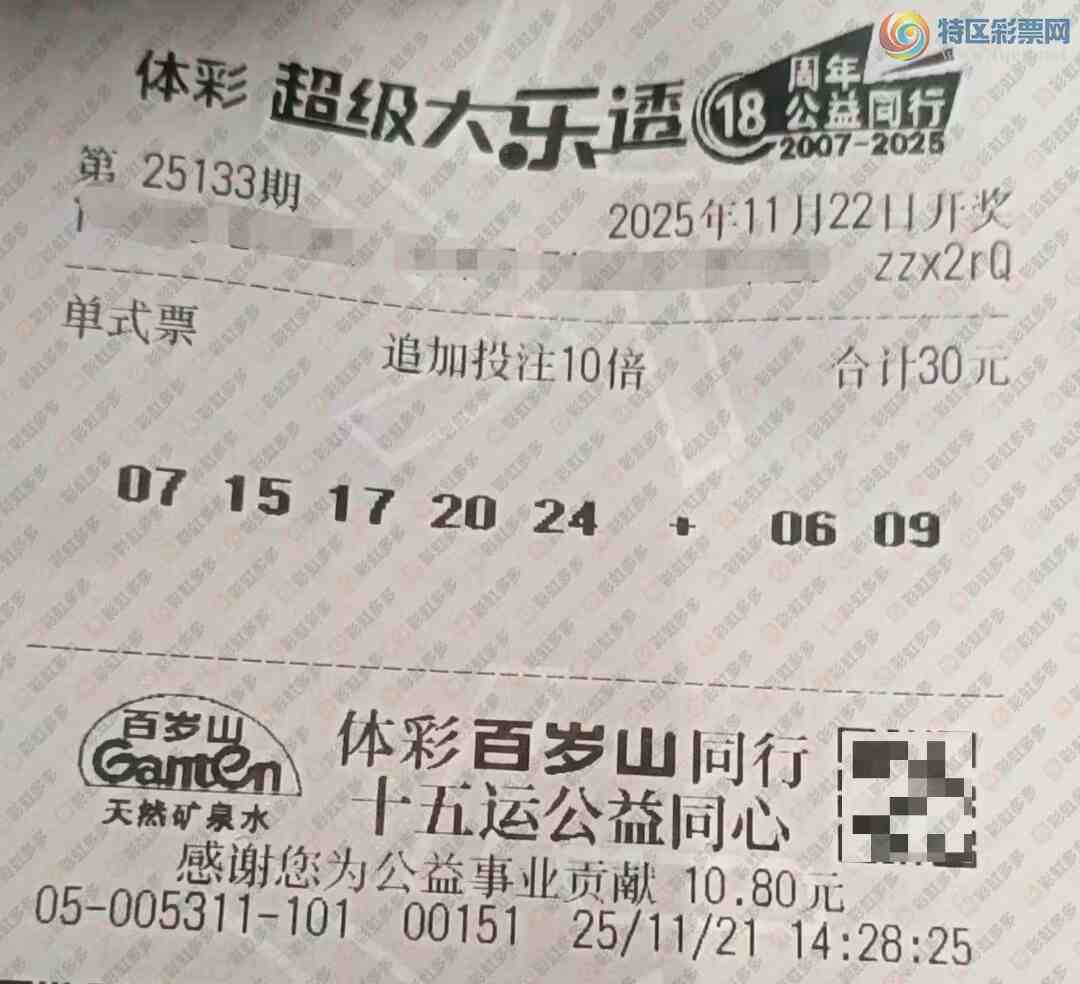 特区彩票网
体彩 超级大乐透 18 周年 公益同行 2007-2025
第 25133期
2025年11月22日开奖
zzx2rQ
单式票 追加投注10倍 合计30元
07 15 17 20 24 + 06 09
百岁山
Ganten
天然矿泉水
体彩百岁山同行
十五运公益同心
感谢您为公益事业贡献 10.80元
05-005311-101 00151 25/11/21 14:28:25